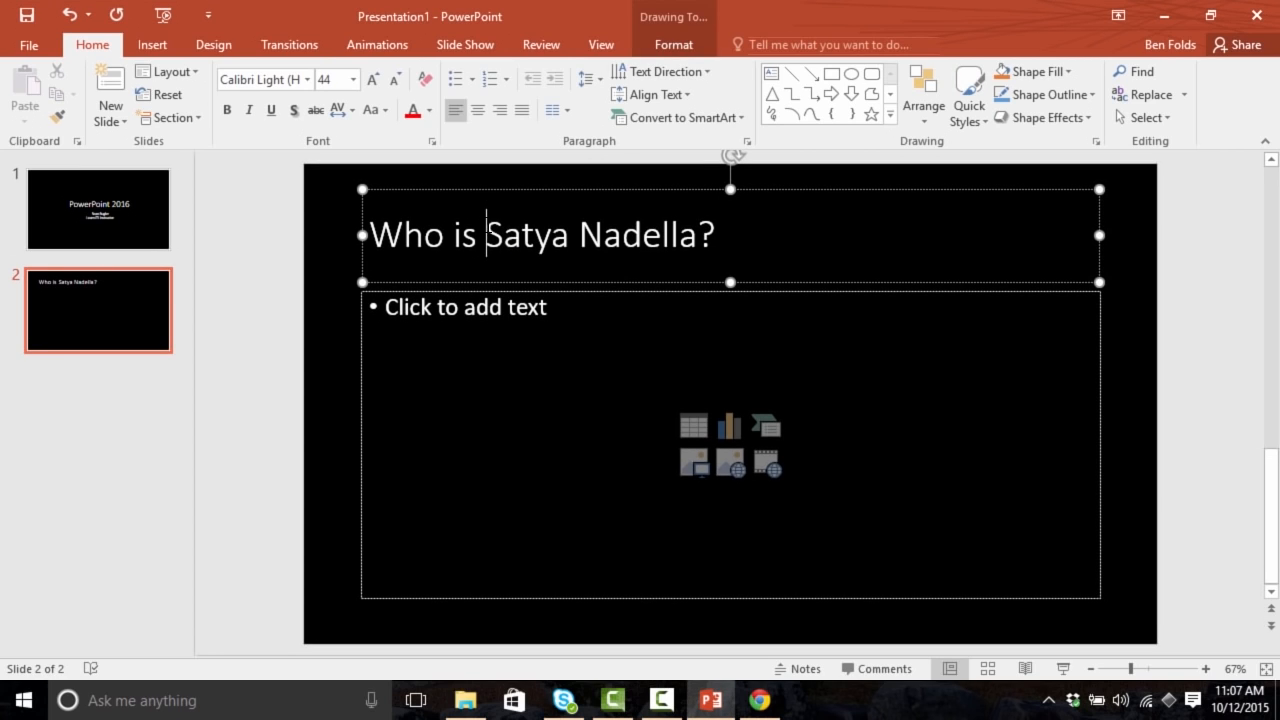 Presentation1 - PowerPoint
Drawing To...
File Home Insert Design Transitions Animations Slide Show Review View Format Tell me what you want to do... Ben Folds Share
Paste
New Slide
Layout
Reset
Section
Calibri Light (H 44
B I U S abc AV Aa A
Text Direction
Align Text
Convert to SmartArt
Arrange
Quick Styles
Shape Fill
Shape Outline
Shape Effects
Find
Replace
Select
Clipboard Slides Font Paragraph Drawing Editing
1
PowerPoint 2016
2
Who is Satya Nadella?
Who is Satya Nadella?
• Click to add text
Slide 2 of 2 Notes Comments 67%
Ask me anything
11:07 AM
10/12/2015